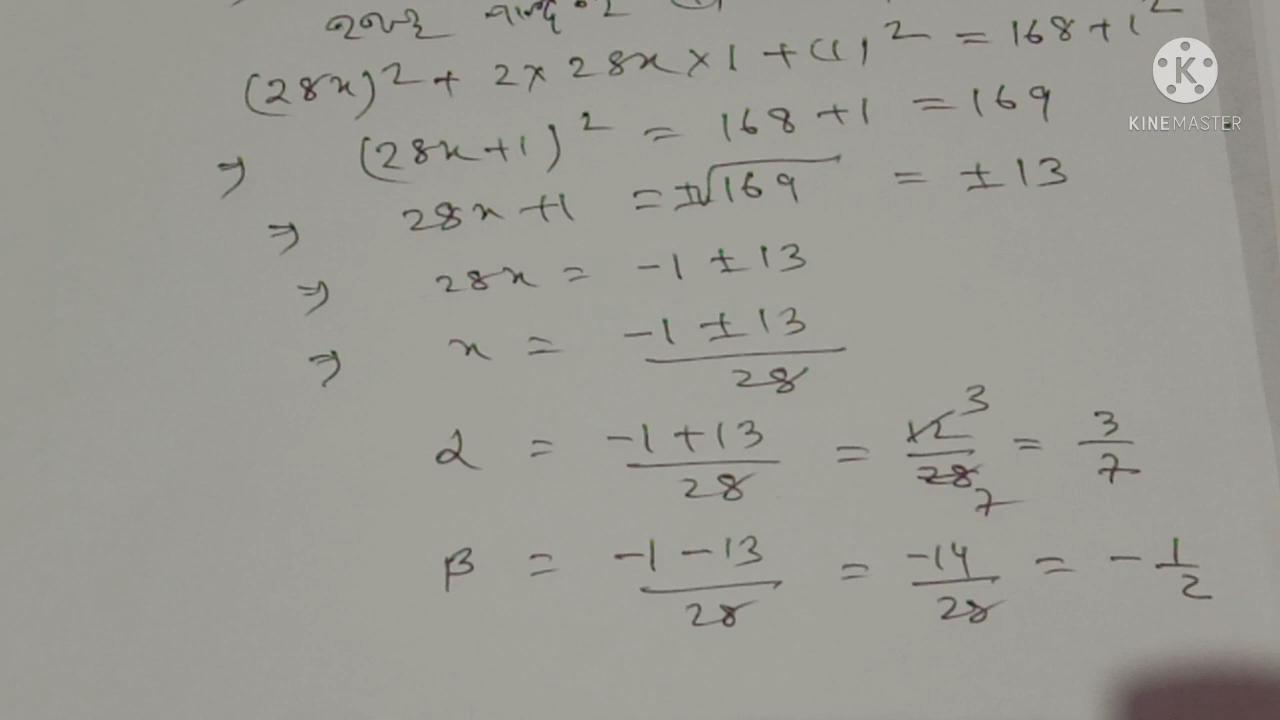 (28x)² + 2 × 28x × 1 + (1)² = 168 + 1²
⇒ (28x+1)² = 168 + 1 = 169
⇒ 28x + 1 = ±√169 = ±13
⇒ 28x = -1 ± 13
⇒ x = (-1 ± 13)/28
α = (-1 + 13)/28 = 12/28 3/7 = 3/7
β = (-1 - 13)/28 = -14/28 = -1/2
K
KINEMASTER